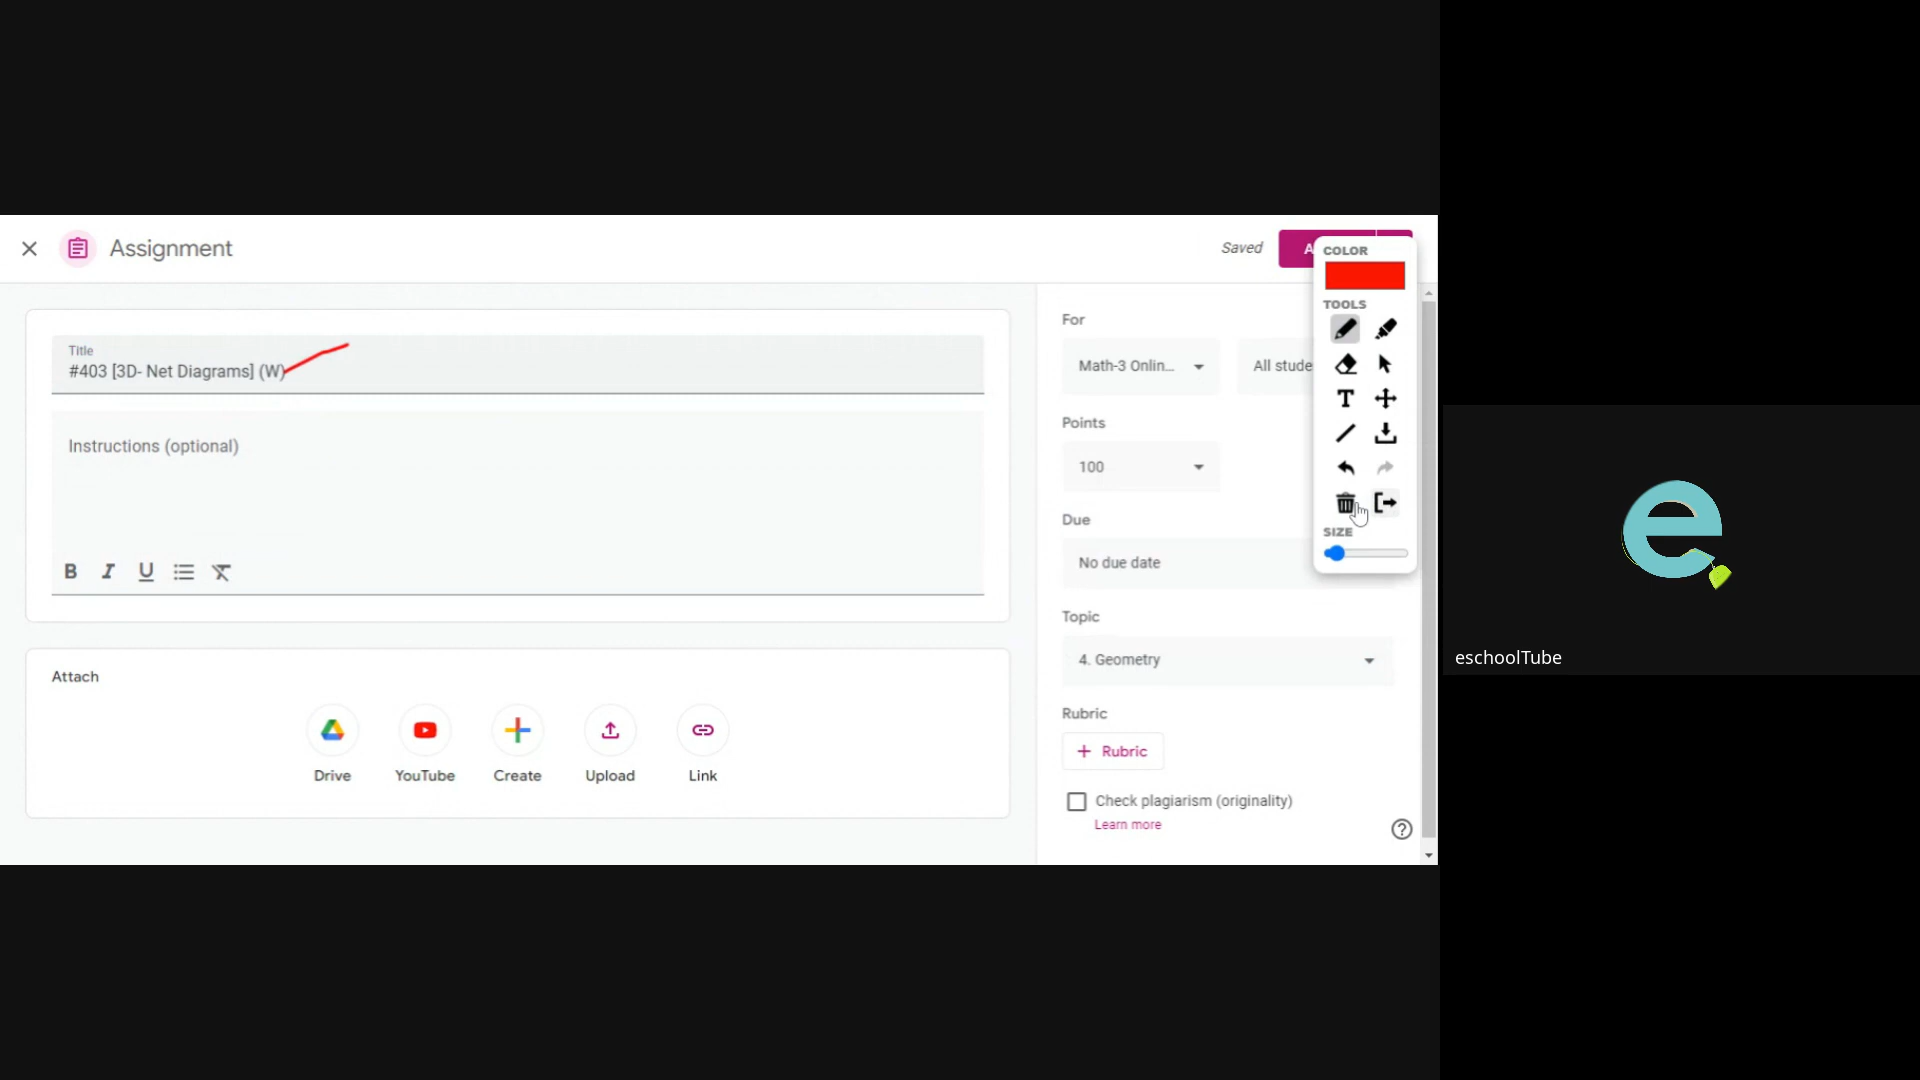 Assignment
Saved
Title
#403 [3D- Net Diagrams] (W)
Instructions (optional)
B I U
Attach
Drive
YouTube
Create
Upload
Link
For
Math-3 Onlin...
All stude
Points
100
Due
No due date
Topic
4. Geometry
Rubric
+ Rubric
Check plagiarism (originality)
Learn more
COLOR
TOOLS
T
SIZE
e
eschoolTube